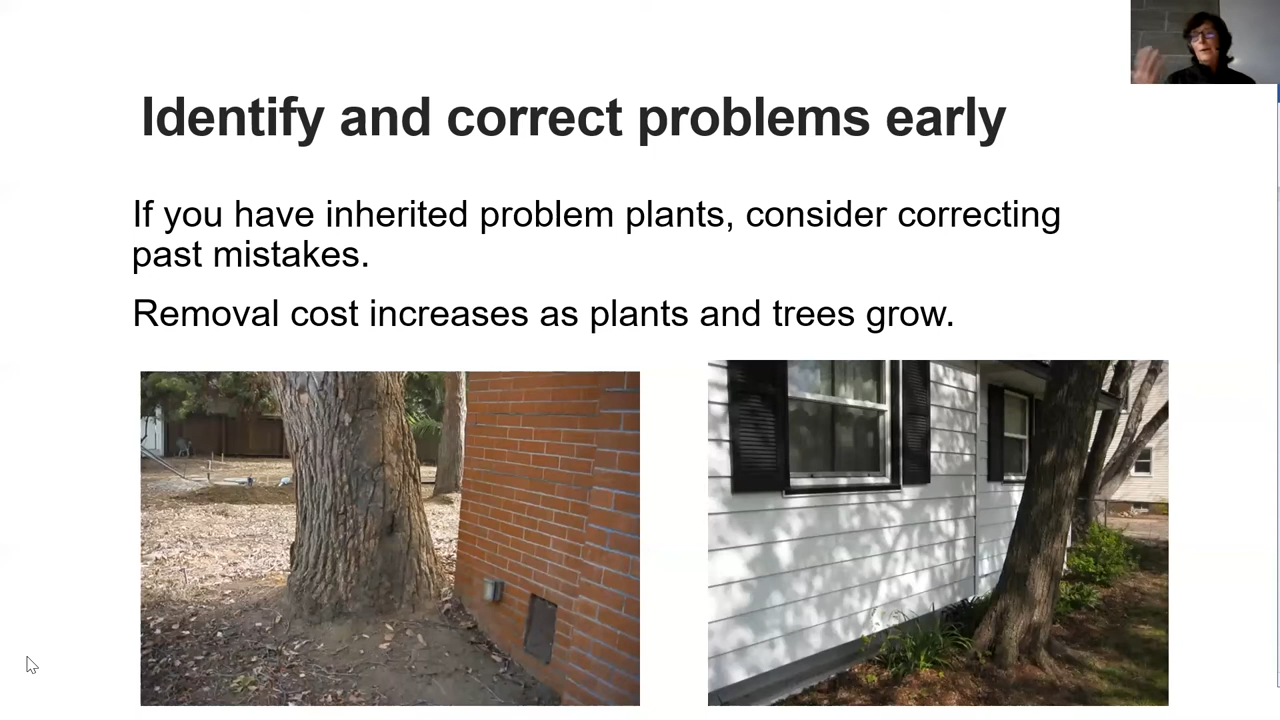 Identify and correct problems early
If you have inherited problem plants, consider correcting
past mistakes.
Removal cost increases as plants and trees grow.